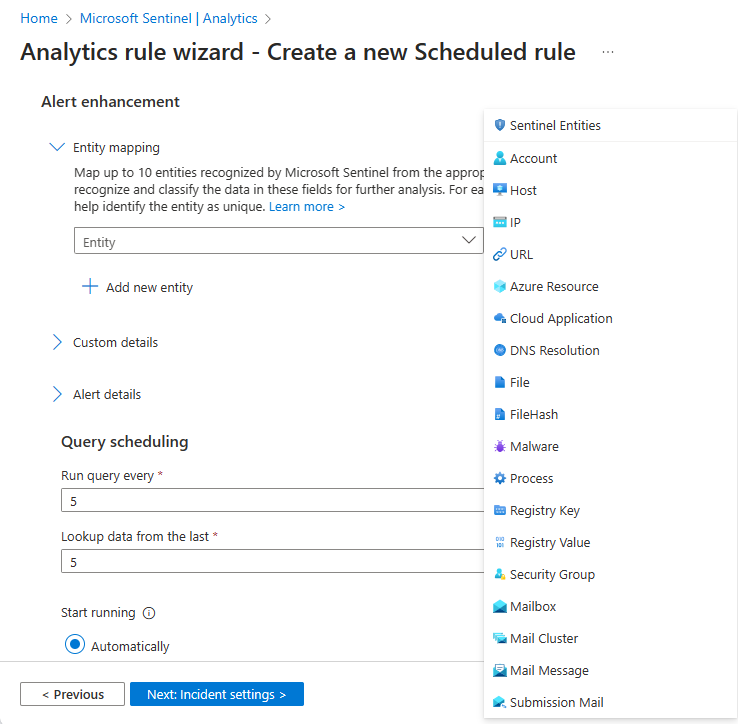 Home > Microsoft Sentinel | Analytics >
Analytics rule wizard - Create a new Scheduled rule ...
Alert enhancement
Entity mapping
Map up to 10 entities recognized by Microsoft Sentinel from the approp
recognize and classify the data in these fields for further analysis. For ea
help identify the entity as unique. Learn more >
Entity
+ Add new entity
Custom details
Alert details
Query scheduling
Run query every *
5
Lookup data from the last *
5
Start running
Automatically
< Previous
Next: Incident settings >
Sentinel Entities
Account
Host
IP
URL
Azure Resource
Cloud Application
DNS Resolution
File
FileHash
Malware
Process
Registry Key
Registry Value
Security Group
Mailbox
Mail Cluster
Mail Message
Submission Mail